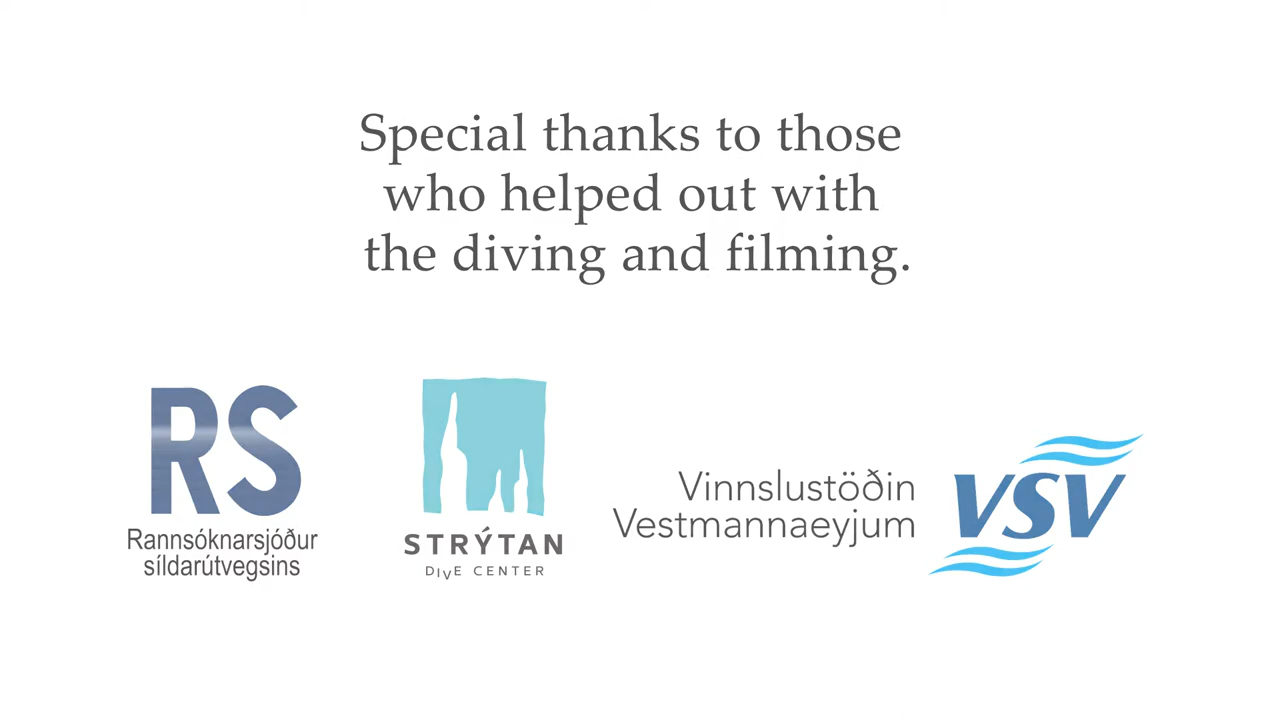 Special thanks to those
who helped out with
the diving and filming.
RS
Rannsóknarsjóður
síldarútvegsins
STRÝTAN
DIVE CENTER
Vinnslustöðin
Vestmannaeyjum
VSV